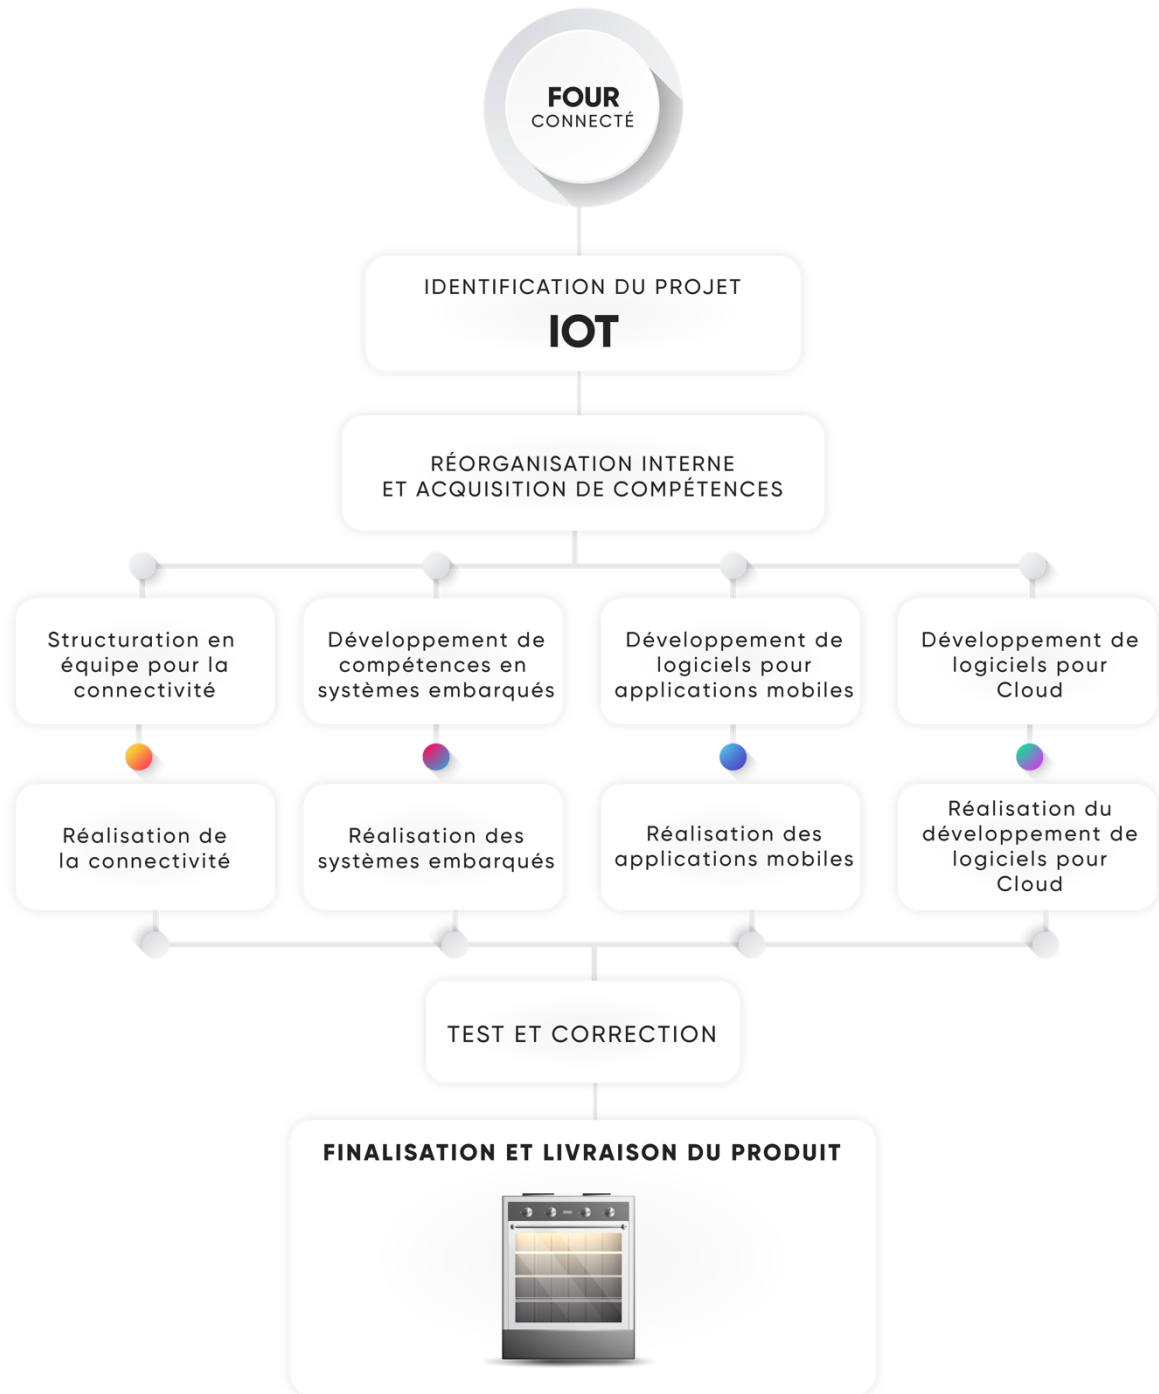 FOUR
CONNECTÉ
IDENTIFICATION DU PROJET
IOT
RÉORGANISATION INTERNE
ET ACQUISITION DE COMPÉTENCES
Structuration en
équipe pour la
connectivité
Développement de
compétences en
systèmes embarqués
Développement de
logiciels pour
applications mobiles
Développement de
logiciels pour
Cloud
Réalisation de
la connectivité
Réalisation des
systèmes embarqués
Réalisation des
applications mobiles
Réalisation du
développement de
logiciels pour
Cloud
TEST ET CORRECTION
FINALISATION ET LIVRAISON DU PRODUIT